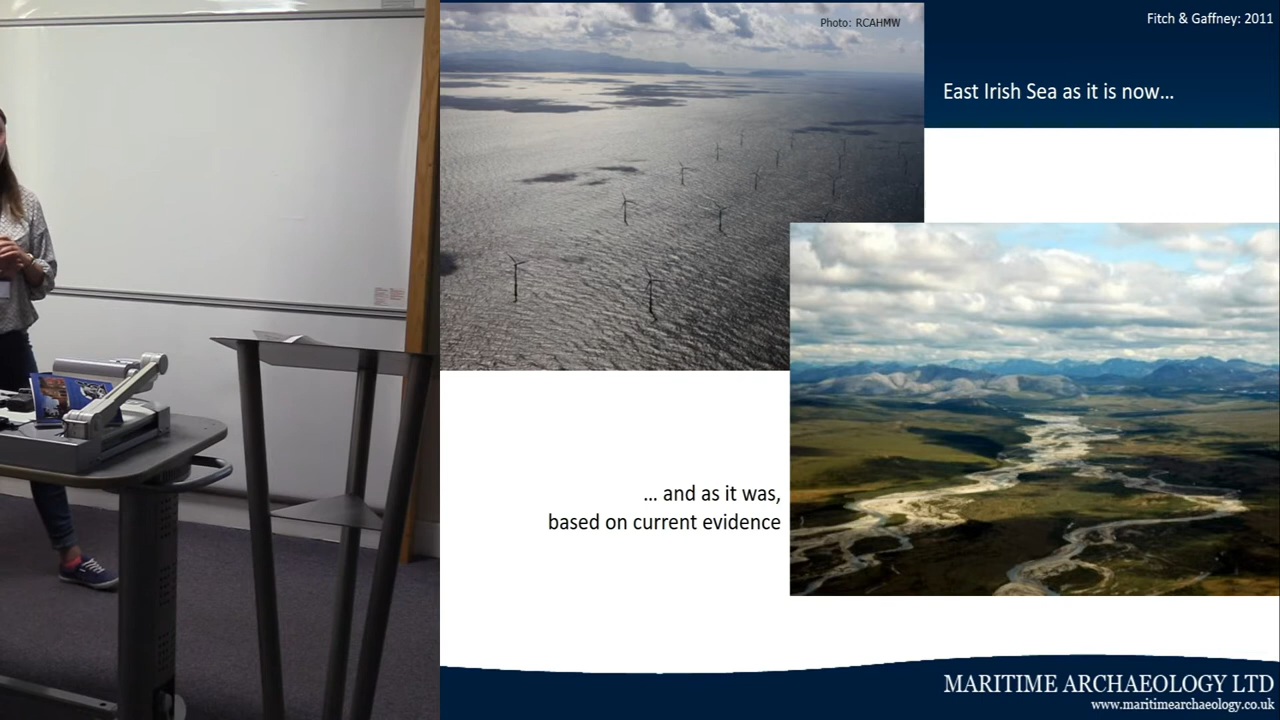 Photo: RCAHMW
Fitch & Gaffney: 2011
East Irish Sea as it is now...
... and as it was,
based on current evidence
MARITIME ARCHAEOLOGY LTD
www.maritimearchaeology.co.uk